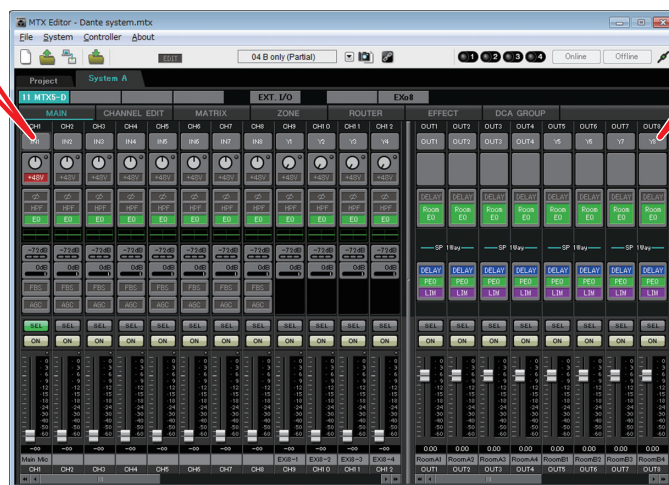 MTX Editor - Dante system.mtx
File System Controller About
EDIT 04 B only (Partial) 1 2 3 4 Online Offline
Project System A
11 MTX5-D EXT. I/O EXo8
MAIN CHANNEL EDIT MATRIX ZONE ROUTER EFFECT DCA GROUP
CH1 CH2 CH3 CH4 CH5 CH6 CH7 CH8 CH9 CH10 CH11 CH12 OUT1 OUT2 OUT3 OUT4 OUT5 OUT6 OUT7 OUT8
IN1 IN2 IN3 IN4 IN5 IN6 IN7 IN8 Y1 Y2 Y3 Y4 OUT1 OUT2 OUT3 OUT4 Y5 Y6 Y7 Y8
+48V +48V +48V +48V +48V +48V +48V +48V +48V +48V +48V +48V
Ø Ø Ø Ø Ø Ø Ø Ø Ø Ø Ø Ø DELAY DELAY DELAY DELAY DELAY DELAY DELAY DELAY
HPF HPF HPF HPF HPF HPF HPF HPF HPF HPF HPF HPF Room Room Room Room Room Room Room Room
EQ EQ EQ EQ EQ EQ EQ EQ EQ EQ EQ EQ EQ EQ EQ EQ EQ EQ EQ EQ
-72dB -72dB -72dB -72dB -72dB -72dB -72dB -72dB -72dB -72dB -72dB -72dB SP 1Way SP 1Way SP 1Way SP 1Way
0dB 0dB 0dB 0dB 0dB 0dB 0dB 0dB 0dB 0dB 0dB 0dB DELAY DELAY DELAY DELAY DELAY DELAY DELAY DELAY
FBS FBS FBS FBS FBS FBS FBS FBS PEQ PEQ PEQ PEQ PEQ PEQ PEQ PEQ
AGC AGC AGC AGC AGC AGC AGC AGC LIM LIM LIM LIM LIM LIM LIM LIM
SEL SEL SEL SEL SEL SEL SEL SEL SEL SEL SEL SEL SEL SEL SEL SEL SEL SEL SEL SEL
ON ON ON ON ON ON ON ON ON ON ON ON ON ON ON ON ON ON ON ON
-∞ -∞ -∞ -∞ -∞ -∞ -∞ -∞ -∞ -∞ -∞ -∞ 0.00 0.00 0.00 0.00 0.00 0.00 0.00 0.00
Main Mic EXi8-1 EXi8-2 EXi8-3 EXi8-4 RoomA1 RoomA2 RoomA3 RoomA4 RoomB1 RoomB2 RoomB3 RoomB4
CH1 CH2 CH3 CH4 CH5 CH6 CH7 CH8 CH9 CH10 CH11 CH12 OUT1 OUT2 OUT3 OUT4 OUT5 OUT6 OUT7 OUT8